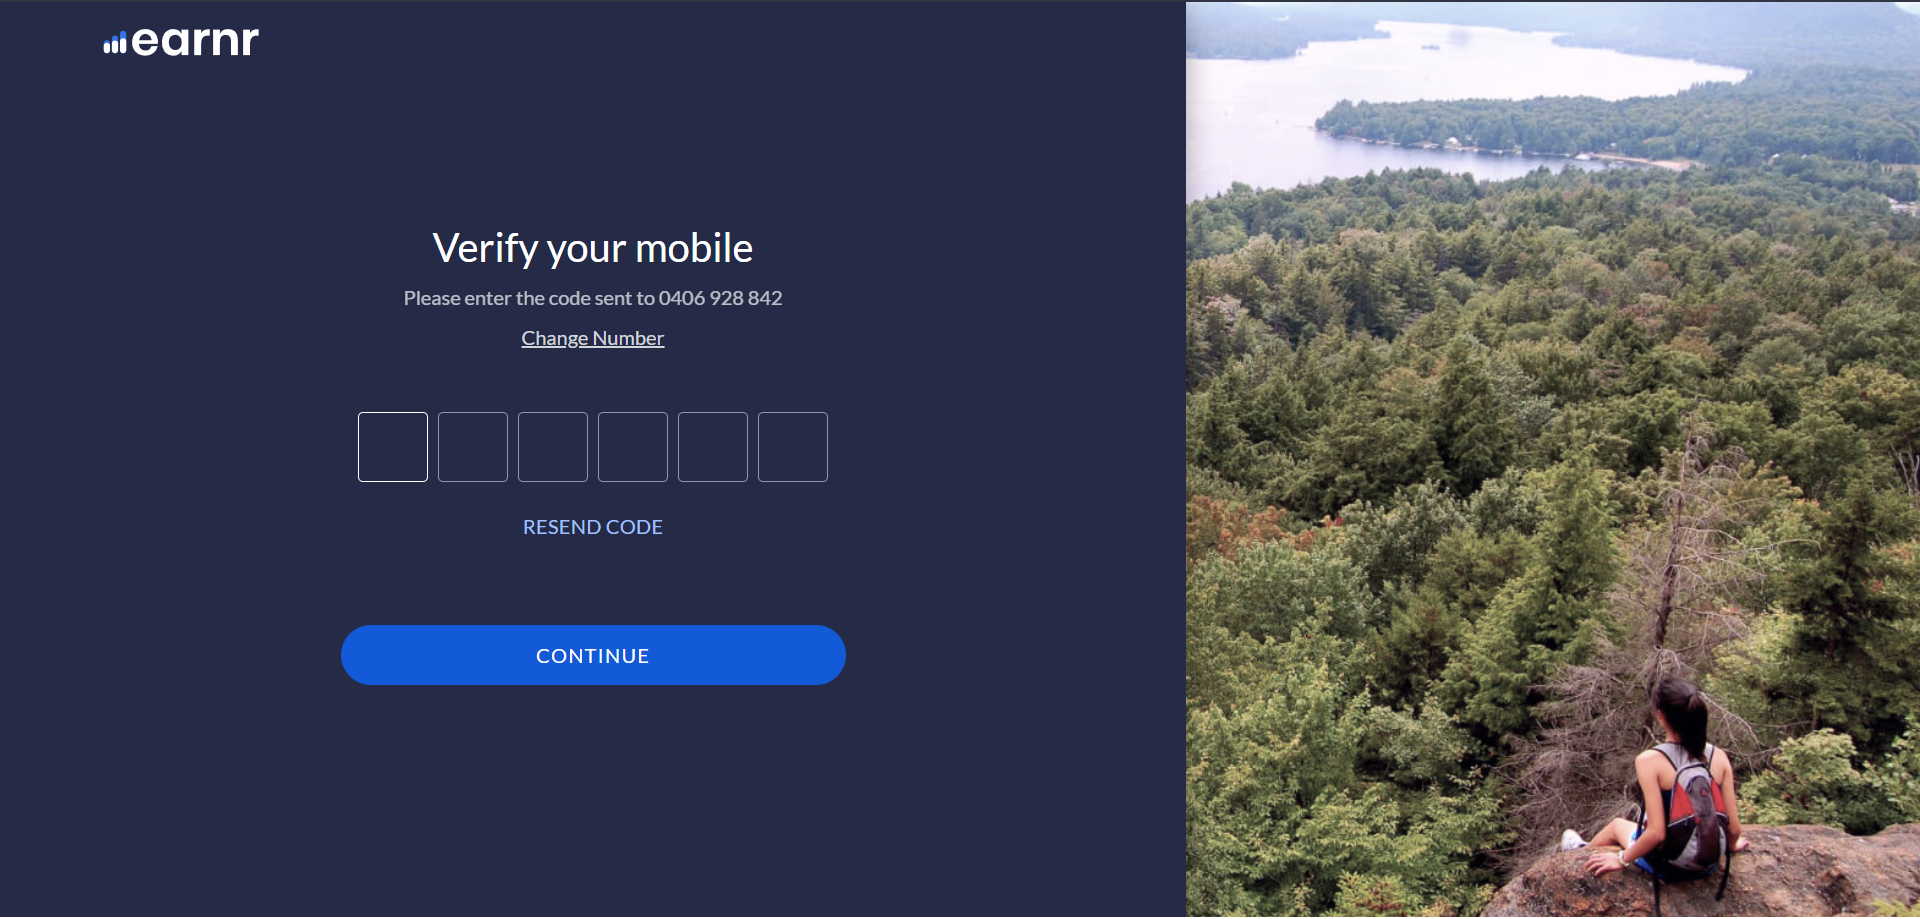 earnr
Verify your mobile
Please enter the code sent to 0406 928 842
Change Number
RESEND CODE
CONTINUE